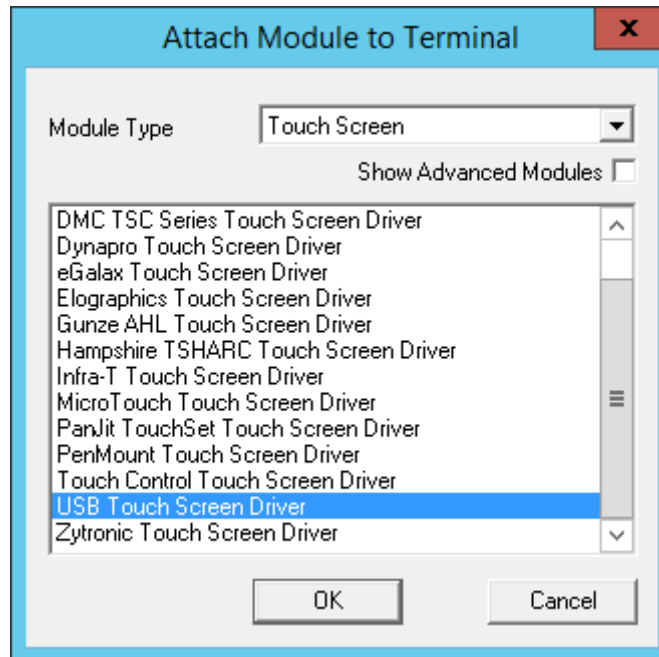 Attach Module to Terminal
x
Module Type
Touch Screen
Show Advanced Modules
DMC TSC Series Touch Screen Driver
Dynapro Touch Screen Driver
eGalax Touch Screen Driver
Elographics Touch Screen Driver
Gunze AHL Touch Screen Driver
Hampshire TSHARC Touch Screen Driver
Infra-T Touch Screen Driver
MicroTouch Touch Screen Driver
PanJit TouchSet Touch Screen Driver
PenMount Touch Screen Driver
Touch Control Touch Screen Driver
USB Touch Screen Driver
Zytronic Touch Screen Driver
OK
Cancel